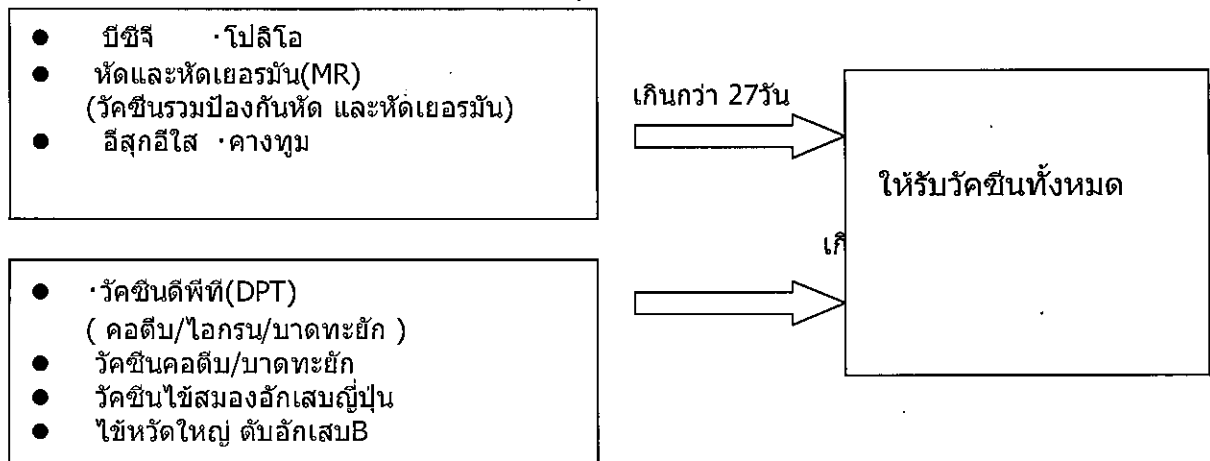 ● บีซีจี ·โปลิโอ
● หัดและหัดเยอรมัน(MR)
(วัคซีนรวมป้องกันหัด และหัดเยอรมัน)
● อีสุกอีใส ·คางทูม
เกินกว่า 27วัน
ให้รับวัคซีนทั้งหมด
เกิ
● ·วัคซีนดีพีที(DPT)
( คอตีบ/ไอกรน/บาดทะยัก )
● วัคซีนคอตีบ/บาดทะยัก
● วัคซีนไข้สมองอักเสบญี่ปุ่น
● ไข้หวัดใหญ่ ตับอักเสบB